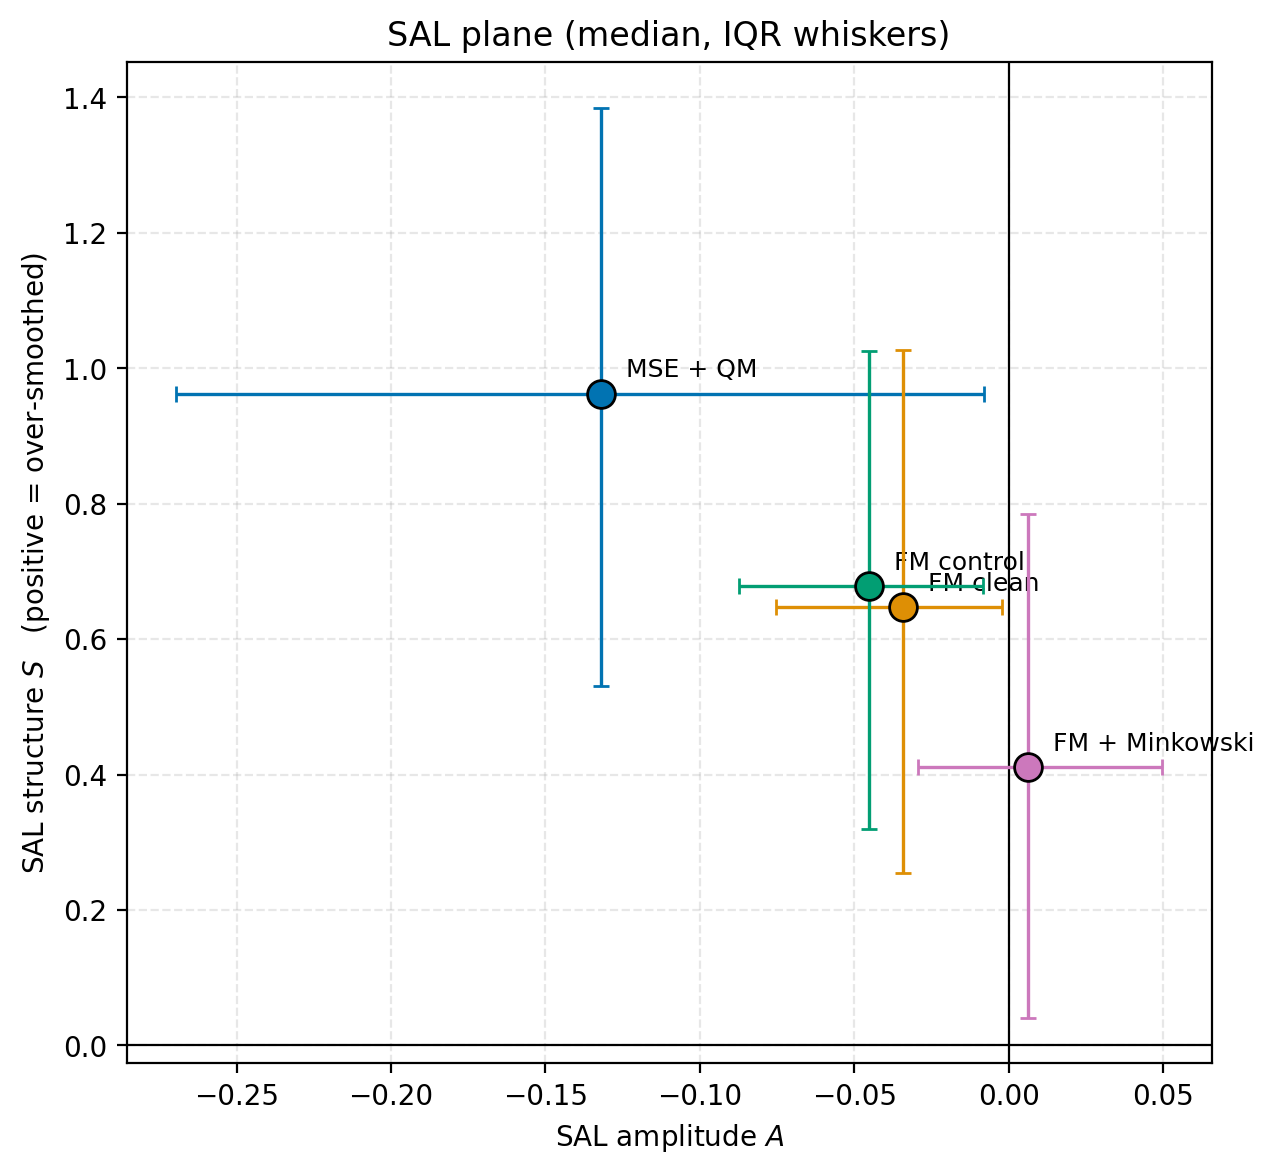 SAL plane (median, IQR whiskers)
SAL structure S (positive = over-smoothed)
1.4
1.2
1.0
0.8
0.6
0.4
0.2
0.0
MSE + QM
FM control
FM clean
FM + Minkowski
−0.25
−0.20
−0.15
−0.10
−0.05
0.00
0.05
SAL amplitude A